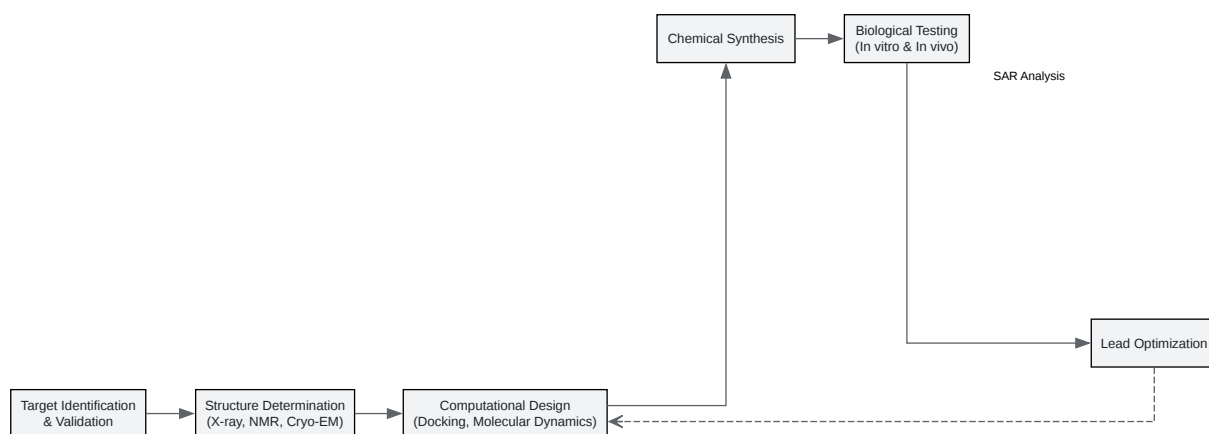 Chemical Synthesis
Biological Testing
(In vitro & In vivo)
SAR Analysis
Lead Optimization
Target Identification
& Validation
Structure Determination
(X-ray, NMR, Cryo-EM)
Computational Design
(Docking, Molecular Dynamics)